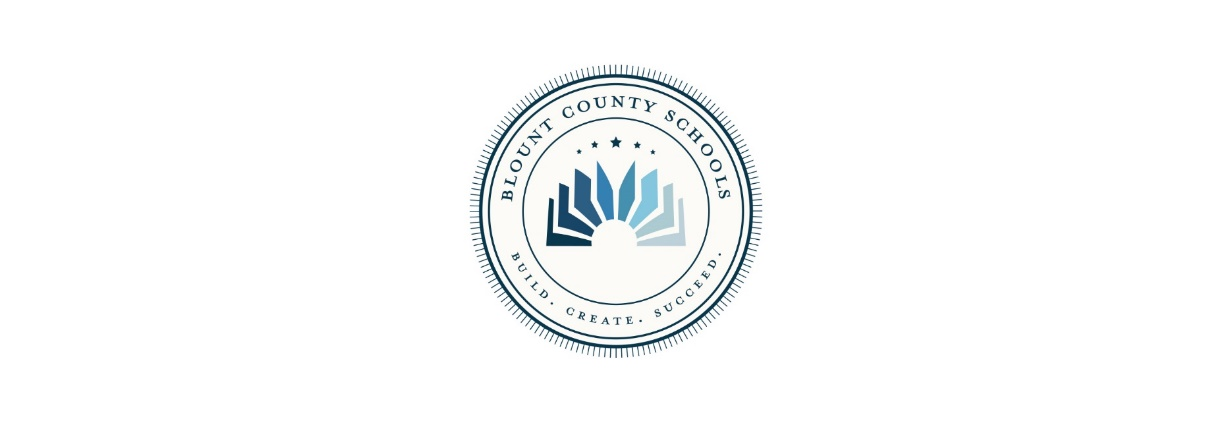 BLOUNT COUNTY SCHOOLS
BUILD. CREATE. SUCCEED.